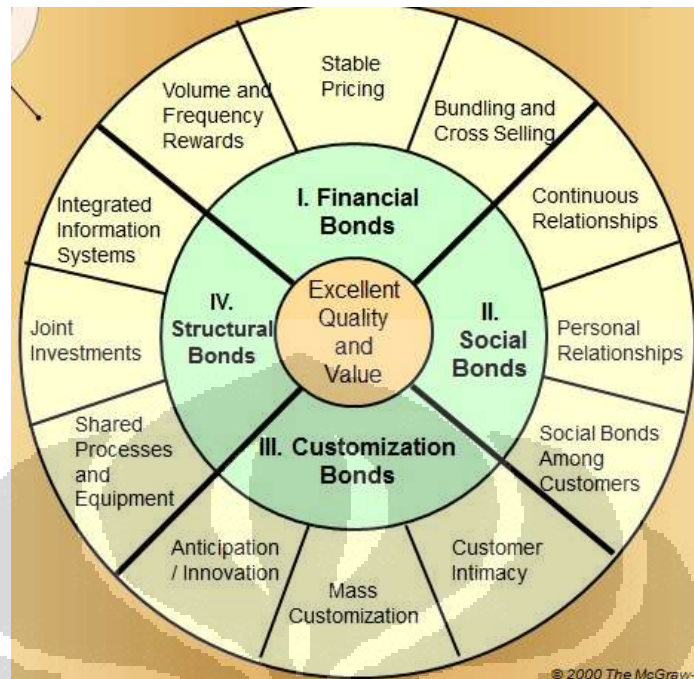 Stable
Pricing
Volume and
Frequency
Rewards
Bundling and
Cross Selling
I. Financial
Bonds
Continuous
Relationships
Integrated
Information
Systems
Excellent
Quality
and
Value
IV.
Structural
Bonds
II.
Social
Bonds
Joint
Investments
Personal
Relationships
Shared
Processes
and
Equipment
III. Customization
Bonds
Social Bonds
Among
Customers
Anticipation
/ Innovation
Mass
Customization
Customer
Intimacy
© 2000 The McGraw